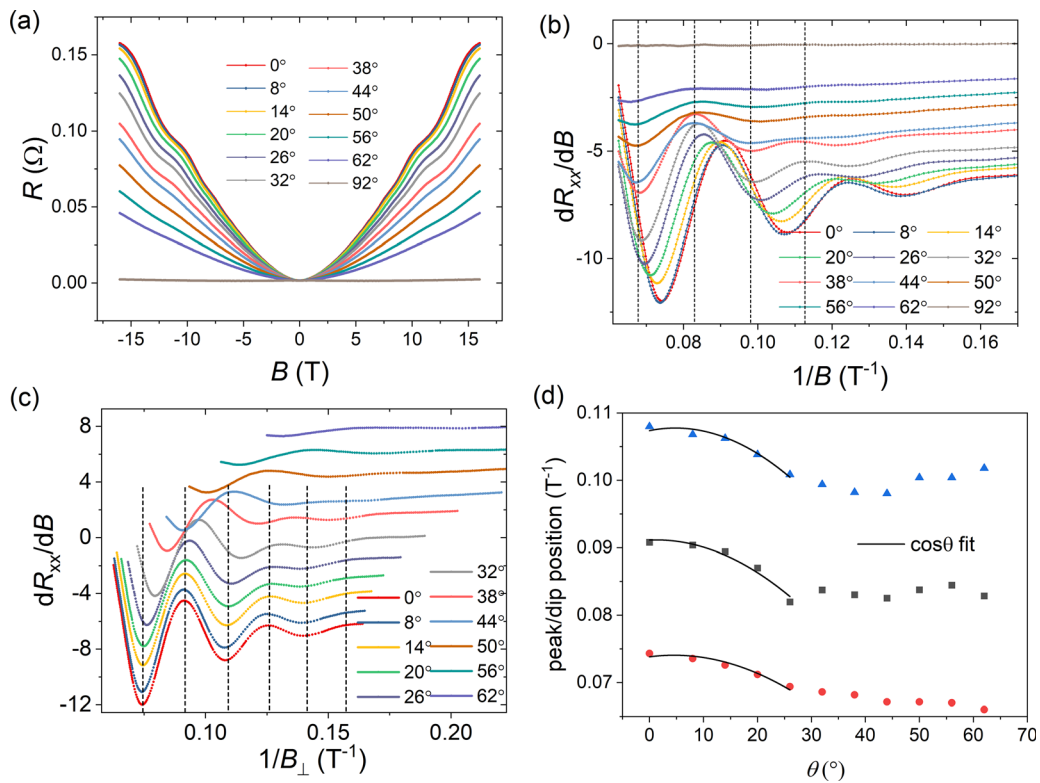 (a)
R (Ω)
0.15
0.10
0.05
0.00
0°
8°
14°
20°
26°
32°
38°
44°
50°
56°
62°
92°
-15 -10 -5 0 5 10 15
B (T)
(b)
dRxx/dB
0
-5
-10
0° 8° 14°
20° 26° 32°
38° 44° 50°
56° 62° 92°
0.08 0.10 0.12 0.14 0.16
1/B (T⁻¹)
(c)
dRxx/dB
8
4
0
-4
-8
-12
32°
0° 38°
8° 44°
14° 50°
20° 56°
26° 62°
0.10 0.15 0.20
1/B⊥ (T⁻¹)
(d)
peak/dip position (T⁻¹)
0.11
0.10
0.09
0.08
0.07
cosθ fit
0 10 20 30 40 50 60 70
θ (°)